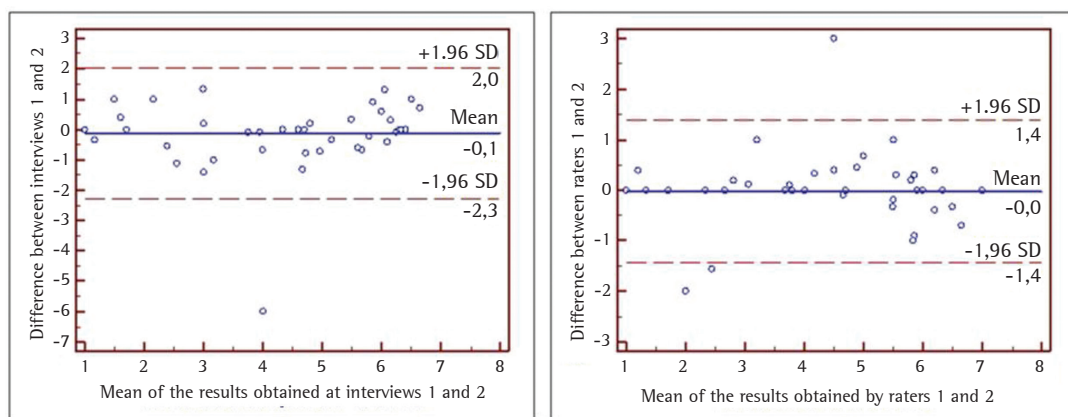 Difference between interviews 1 and 2
3
2
1
0
-1
-2
-3
-4
-5
-6
-7
+1.96 SD
2,0
Mean
-0,1
-1,96 SD
-2,3
1 2 3 4 5 6 7 8
Mean of the results obtained at interviews 1 and 2
Difference between raters 1 and 2
3
2
1
0
-1
-2
-3
+1.96 SD
1,4
Mean
-0,0
-1,96 SD
-1,4
1 2 3 4 5 6 7 8
Mean of the results obtained by raters 1 and 2